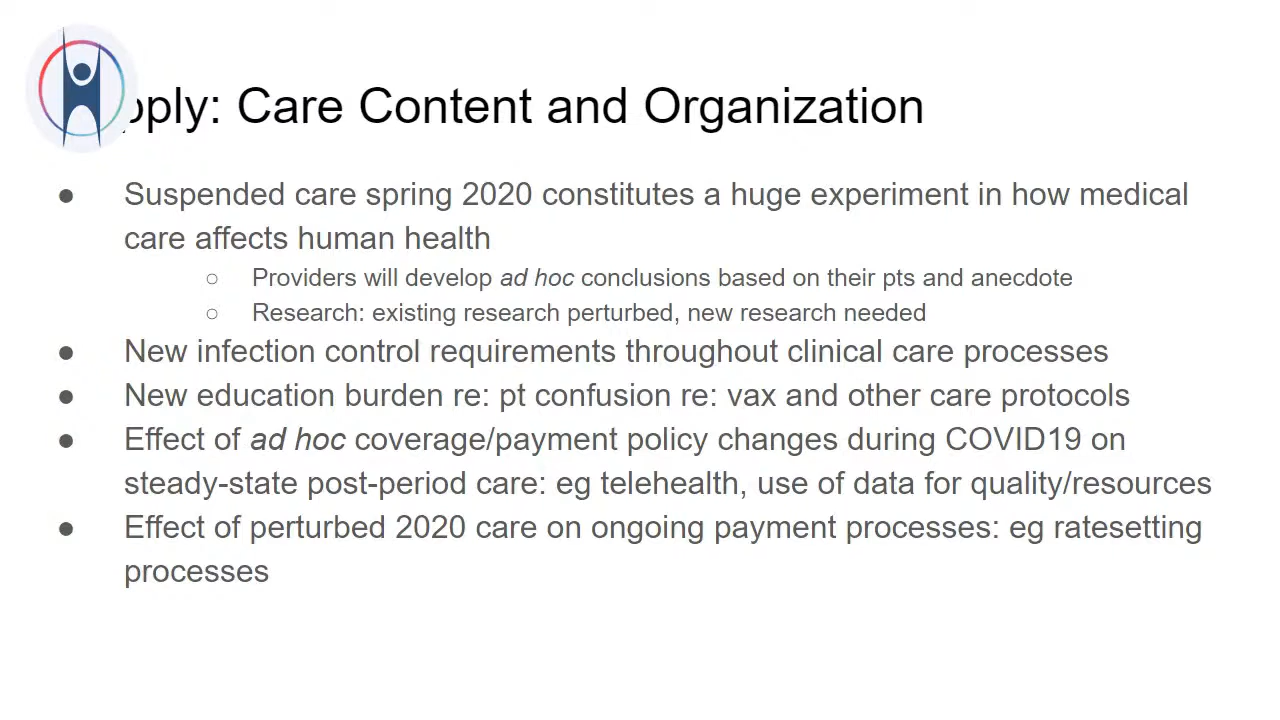 pply: Care Content and Organization
● Suspended care spring 2020 constitutes a huge experiment in how medical
care affects human health
○ Providers will develop ad hoc conclusions based on their pts and anecdote
○ Research: existing research perturbed, new research needed
● New infection control requirements throughout clinical care processes
● New education burden re: pt confusion re: vax and other care protocols
● Effect of ad hoc coverage/payment policy changes during COVID19 on
steady-state post-period care: eg telehealth, use of data for quality/resources
● Effect of perturbed 2020 care on ongoing payment processes: eg ratesetting
processes